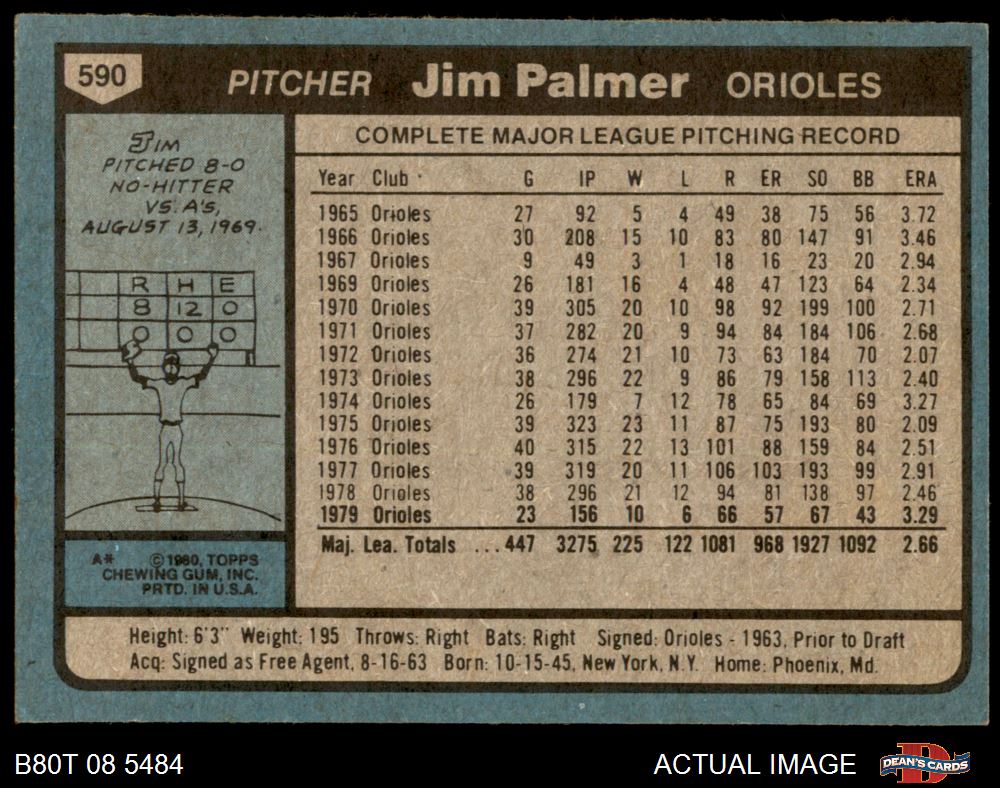 590
PITCHER Jim Palmer ORIOLES
JIM
PITCHED 8-0
NO-HITTER
VS. A'S,
AUGUST 13, 1969.
R H E
8 12 0
0 0 0
A* © 1980, TOPPS
CHEWING GUM, INC.
PRTD. IN U.S.A.
COMPLETE MAJOR LEAGUE PITCHING RECORD
Year Club G IP W L R ER SO BB ERA
1965 Orioles 27 92 5 4 49 38 75 56 3.72
1966 Orioles 30 208 15 10 83 80 147 91 3.46
1967 Orioles 9 49 3 1 18 16 23 20 2.94
1969 Orioles 26 181 16 4 48 47 123 64 2.34
1970 Orioles 39 305 20 10 98 92 199 100 2.71
1971 Orioles 37 282 20 9 94 84 184 106 2.68
1972 Orioles 36 274 21 10 73 63 184 70 2.07
1973 Orioles 38 296 22 9 86 79 158 113 2.40
1974 Orioles 26 179 7 12 78 65 84 69 3.27
1975 Orioles 39 323 23 11 87 75 193 80 2.09
1976 Orioles 40 315 22 13 101 88 159 84 2.51
1977 Orioles 39 319 20 11 106 103 193 99 2.91
1978 Orioles 38 296 21 12 94 81 138 97 2.46
1979 Orioles 23 156 10 6 66 57 67 43 3.29
Maj. Lea. Totals ...447 3275 225 122 1081 968 1927 1092 2.66
Height: 6'3" Weight: 195 Throws: Right Bats: Right Signed: Orioles - 1963, Prior to Draft
Acq: Signed as Free Agent, 8-16-63 Born: 10-15-45, New York, N.Y. Home: Phoenix, Md.
B80T 08 5484
ACTUAL IMAGE
DEAN'S CARDS